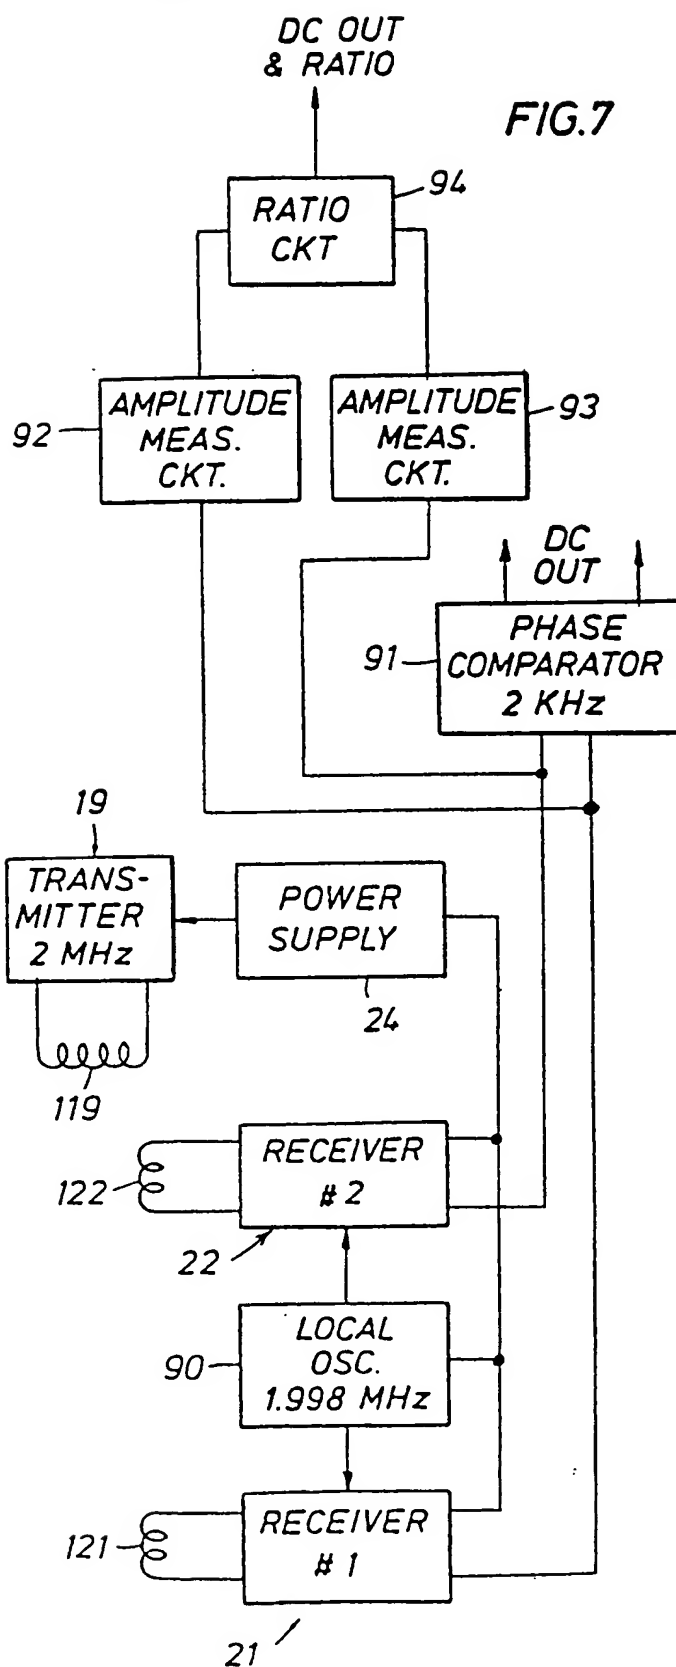 DC OUT
& RATIO
FIG.7
RATIO
CKT
94
AMPLITUDE
MEAS.
CKT.
92
AMPLITUDE
MEAS.
CKT.
93
DC
OUT
PHASE
COMPARATOR
2 KHz
91
19
TRANS-
MITTER
2 MHz
POWER
SUPPLY
24
119
RECEIVER
#2
122
22
LOCAL
OSC.
1.998 MHz
90
RECEIVER
#1
121
21